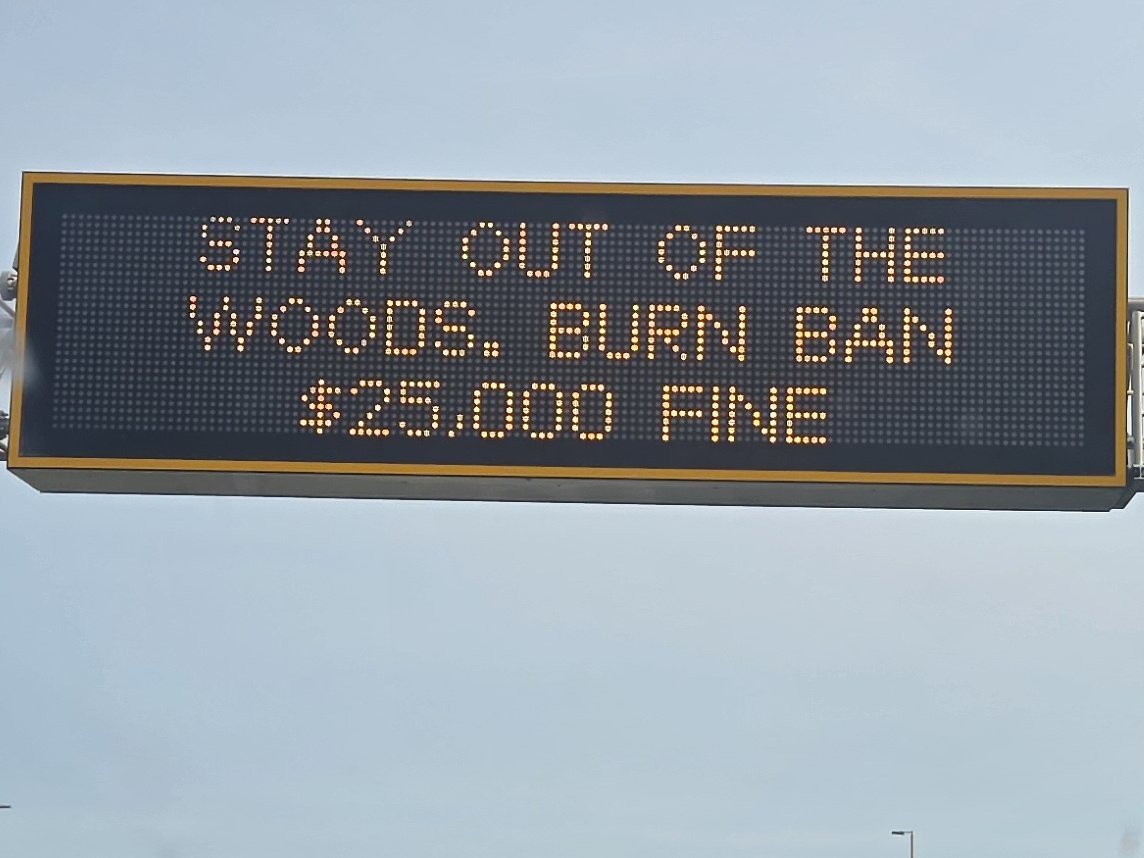 STAY OUT OF THE
WOODS. BURN BAN
$25,000 FINE